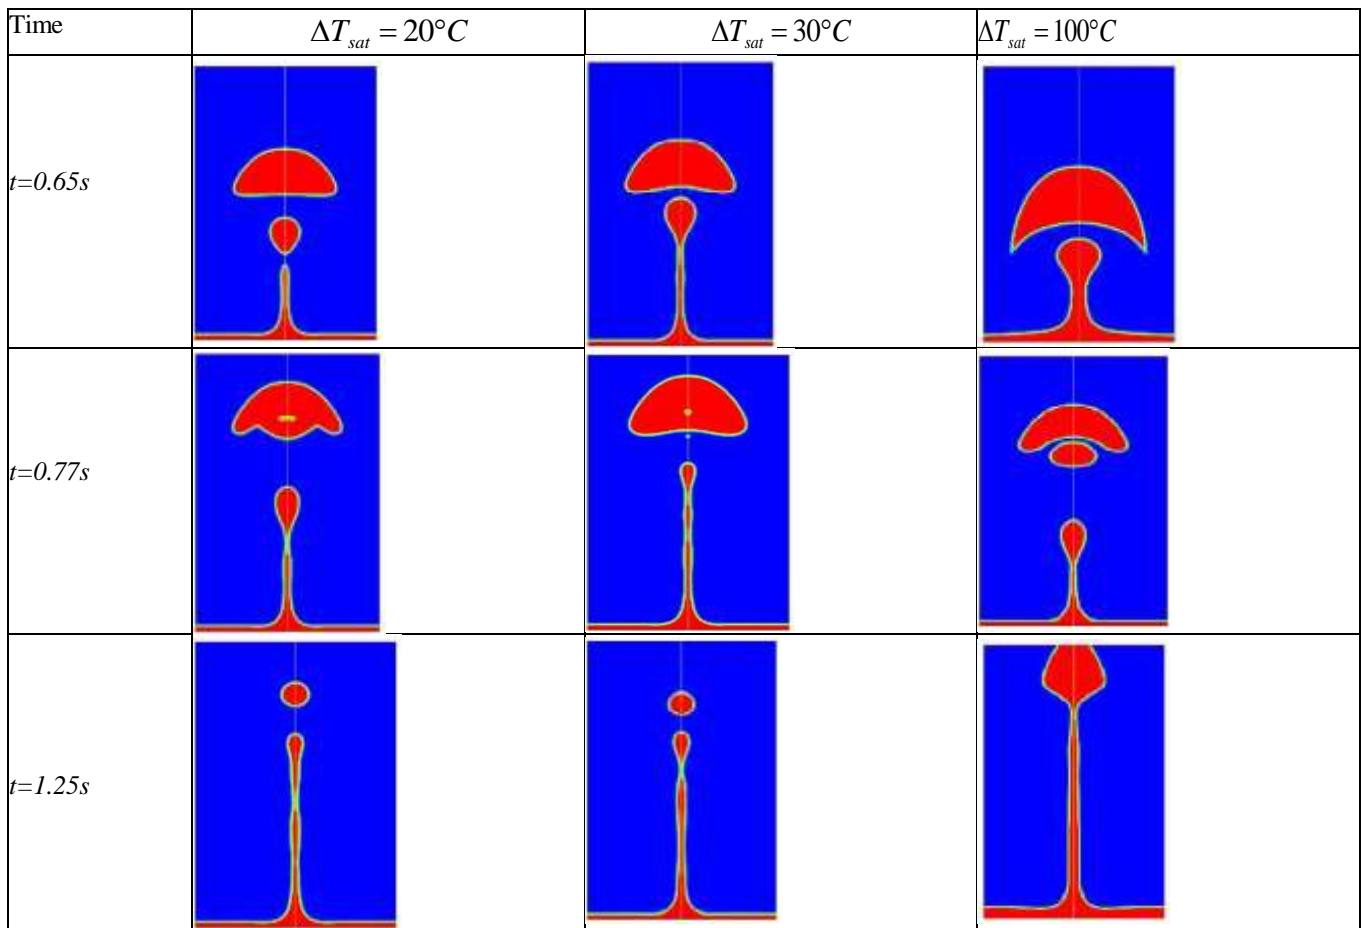 Time
ΔT_sat = 20°C
ΔT_sat = 30°C
ΔT_sat = 100°C
t=0.65s
t=0.77s
t=1.25s